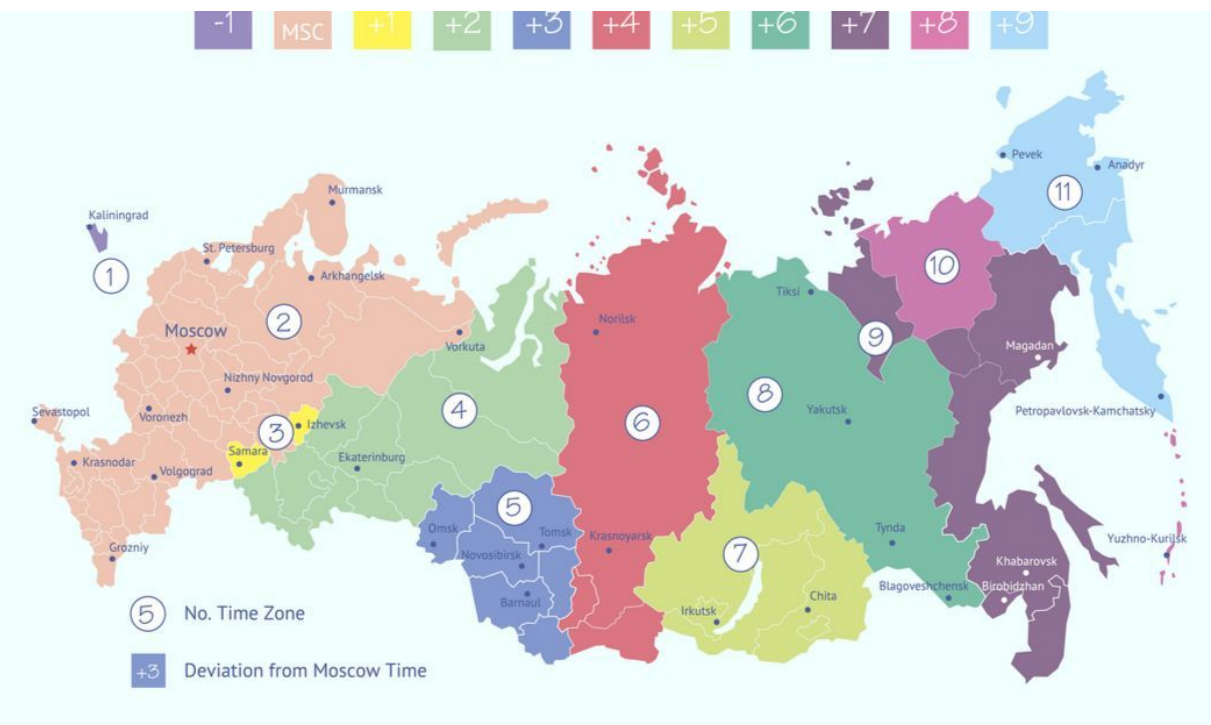 -1 MSC +1 +2 +3 +4 +5 +6 +7 +8 +9
Pevek
Anadyr
11
Murmansk
Kaliningrad
St. Petersburg
10
1
Arkhangelsk
Tiksi
2
Norilsk
Moscow
Vorkuta
9
Magadan
Nizhny Novgorod
8
Sevastopol
Voronezh
4
Yakutsk
Petropavlovsk-Kamchatsky
3
Izhevsk
6
Samara
Ekaterinburg
Krasnodar
Volgograd
5
Omsk
Tomsk
Krasnoyarsk
Tynda
Yuzhno-Kurilsk
Grozniy
Novosibirsk
7
Khabarovsk
Blagoveshchensk
Birobidzhan
Barnaul
Irkutsk
Chita
5 No. Time Zone
+3 Deviation from Moscow Time